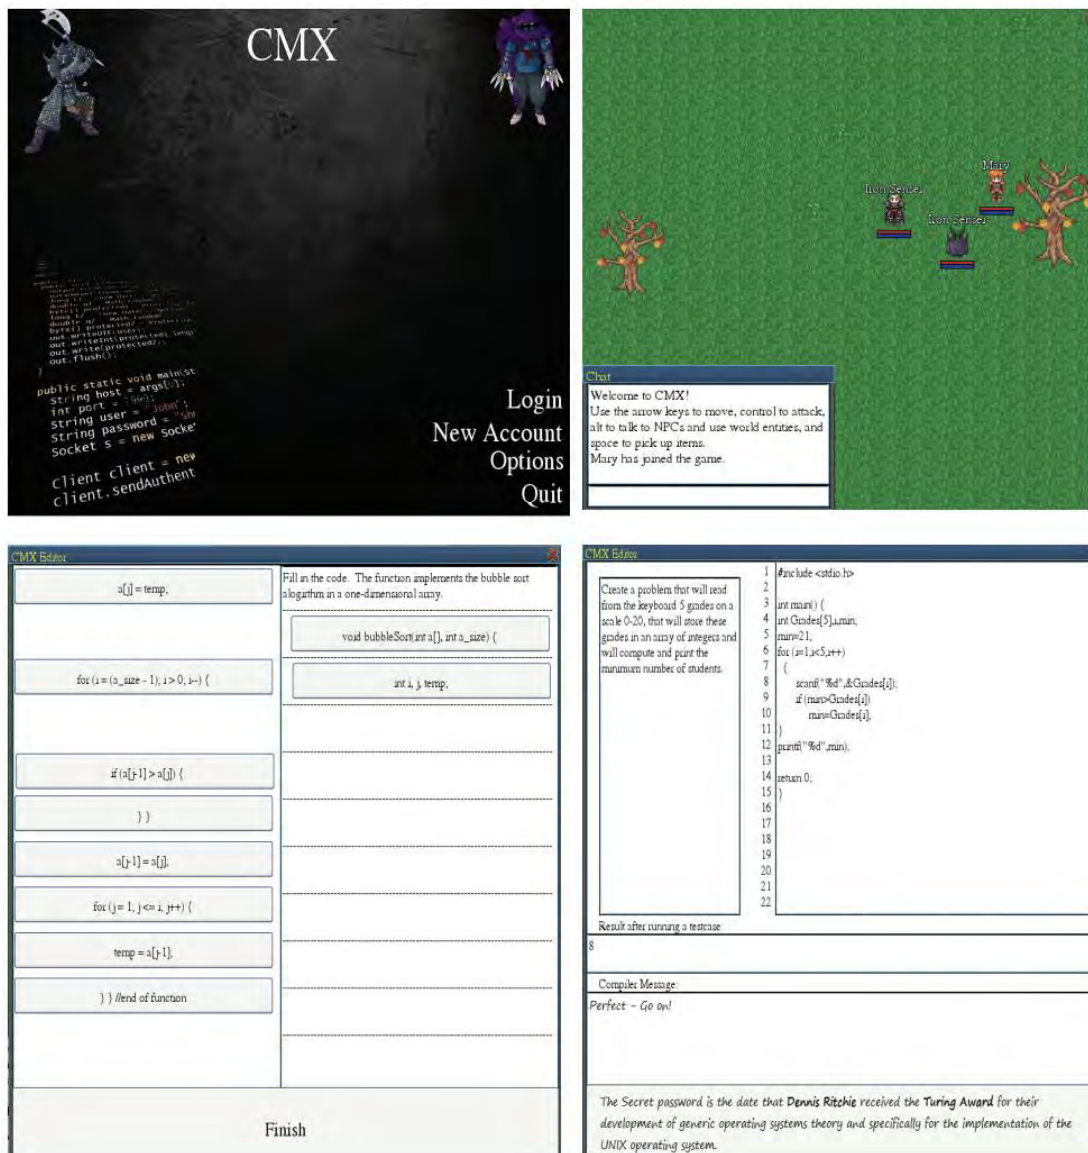 CMX
public static void main(st
String host = args[0];
int port =
String user = "john";
String password =
Socket s = new Socke
Client client = new
client.sendAuthent
out.flush();
Login
New Account
Options
Quit
Mary
Iron Sensei
Iron Sensei
Chat
Welcome to CMX!
Use the arrow keys to move, control to attack,
alt to talk to NPCs and use world entities, and
space to pick up items.
Mary has joined the game.
CMX Editor
a[j] = temp;
for (i = (a_size - 1); i > 0; i--) {
if (a[j-1] > a[j]) {
} }
a[j-1] = a[j];
for (j = 1; j <= i; j++) {
temp = a[j-1];
} } //end of function
Fill in the code. The function implements the bubble sort
alogirthm in a one-dimensional array.
void bubbleSort(int a[], int a_size) {
int i, j, temp;
Finish
CMX Editor
Create a problem that will read
from the keyboard 5 grades on a
scale 0-20, that will store these
grades in an array of integers and
will compute and print the
minimum number of students.
1 #include <stdio.h>
2
3 int main() {
4 int Grades[5],i,min;
5 min=21;
6 for (i=1;i<5;i++)
7 {
8 scanf("%d",&Grades[i]);
9 if (min>Grades[i])
10 min=Grades[i];
11 }
12 printf("%d",min);
13
14 return 0;
15 }
16
17
18
19
20
21
22
Result after running a testcase
8
Compiler Message:
Perfect - Go on!
The Secret password is the date that Dennis Ritchie received the Turing Award for their
development of generic operating systems theory and specifically for the implementation of the
UNIX operating system.